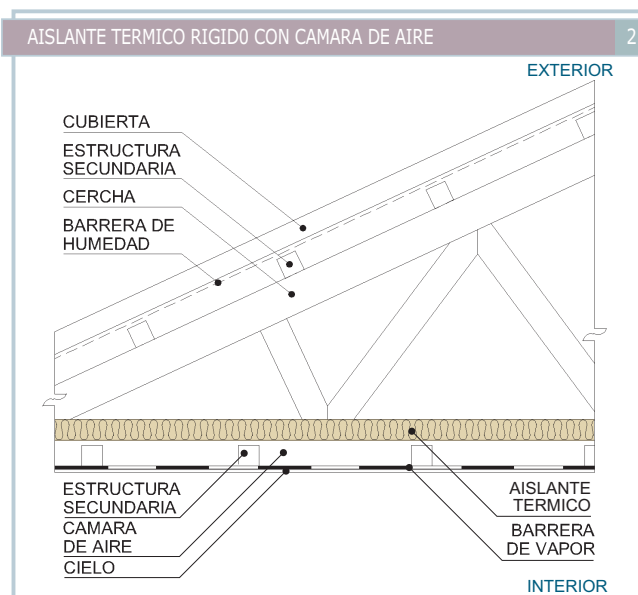 AISLANTE TERMICO RIGID0 CON CAMARA DE AIRE
2
EXTERIOR
CUBIERTA
ESTRUCTURA
SECUNDARIA
CERCHA
BARRERA DE
HUMEDAD
ESTRUCTURA
SECUNDARIA
CAMARA
DE AIRE
CIELO
AISLANTE
TERMICO
BARRERA
DE VAPOR
INTERIOR